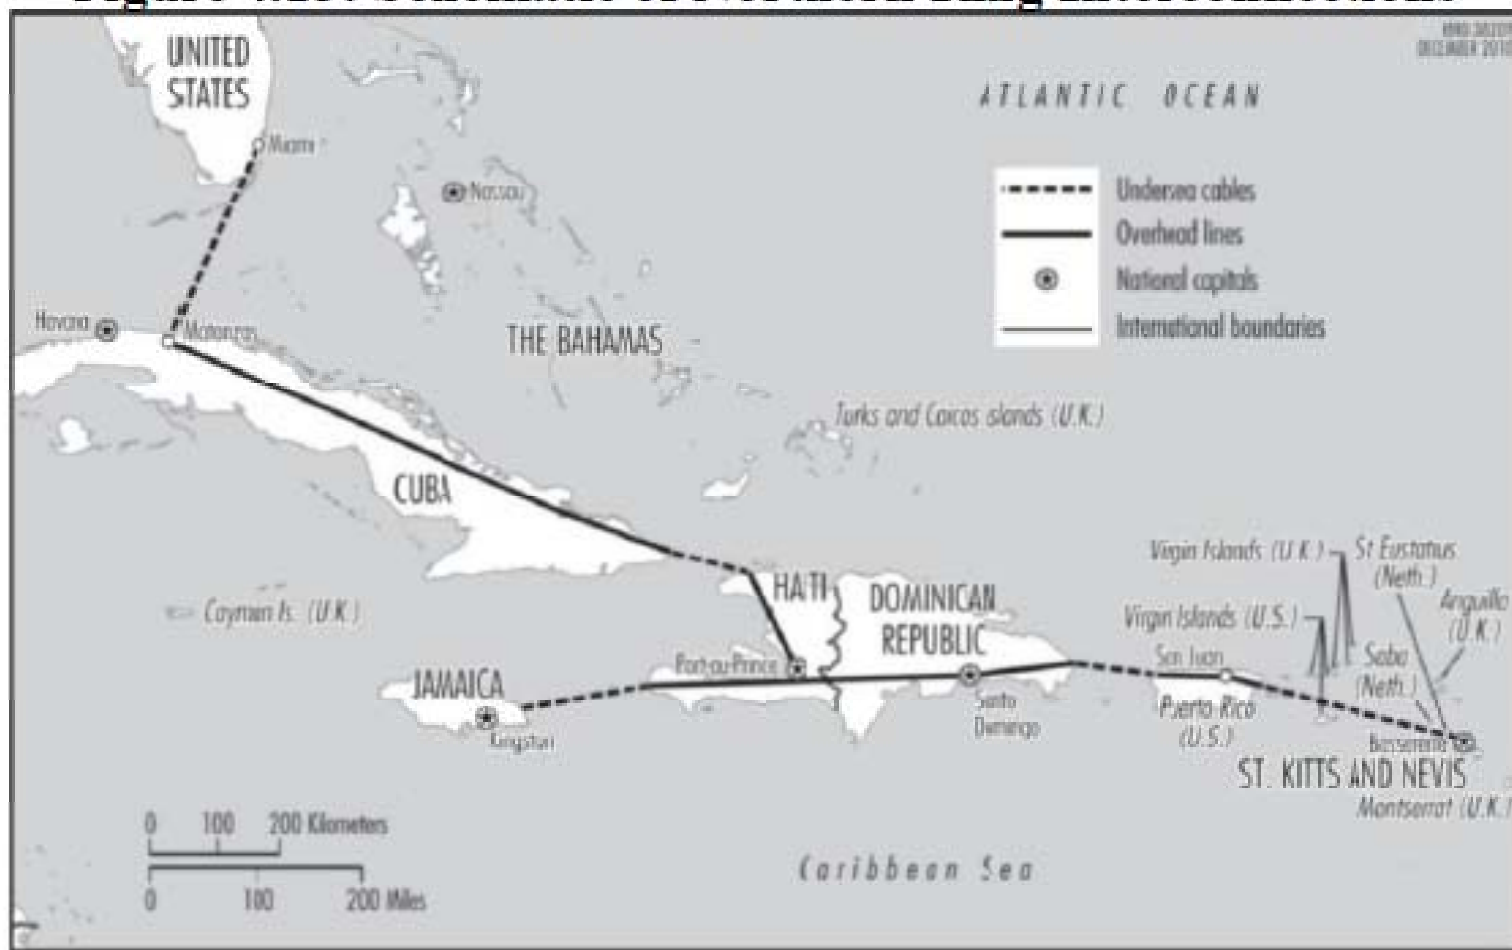 UNITED
STATES
ATLANTIC OCEAN
DECEMBER 2010
Miami
Nassau
Undersea cables
Overhead lines
National capitals
International boundaries
Havana
Matanzas
THE BAHAMAS
Turks and Caicos Islands (U.K.)
CUBA
Virgin Islands (U.K.)
St Eustatius
(Neth.)
Anguilla
(U.K.)
HAITI
DOMINICAN
REPUBLIC
Cayman Is. (U.K.)
Virgin Islands (U.S.)
San Juan
Saba
(Neth.)
Port-au-Prince
JAMAICA
Kingston
Santo
Domingo
Puerto Rico
(U.S.)
Basseterre
ST. KITTS AND NEVIS
Montserrat (U.K.)
0 100 200 Kilometers
0 100 200 Miles
Caribbean Sea